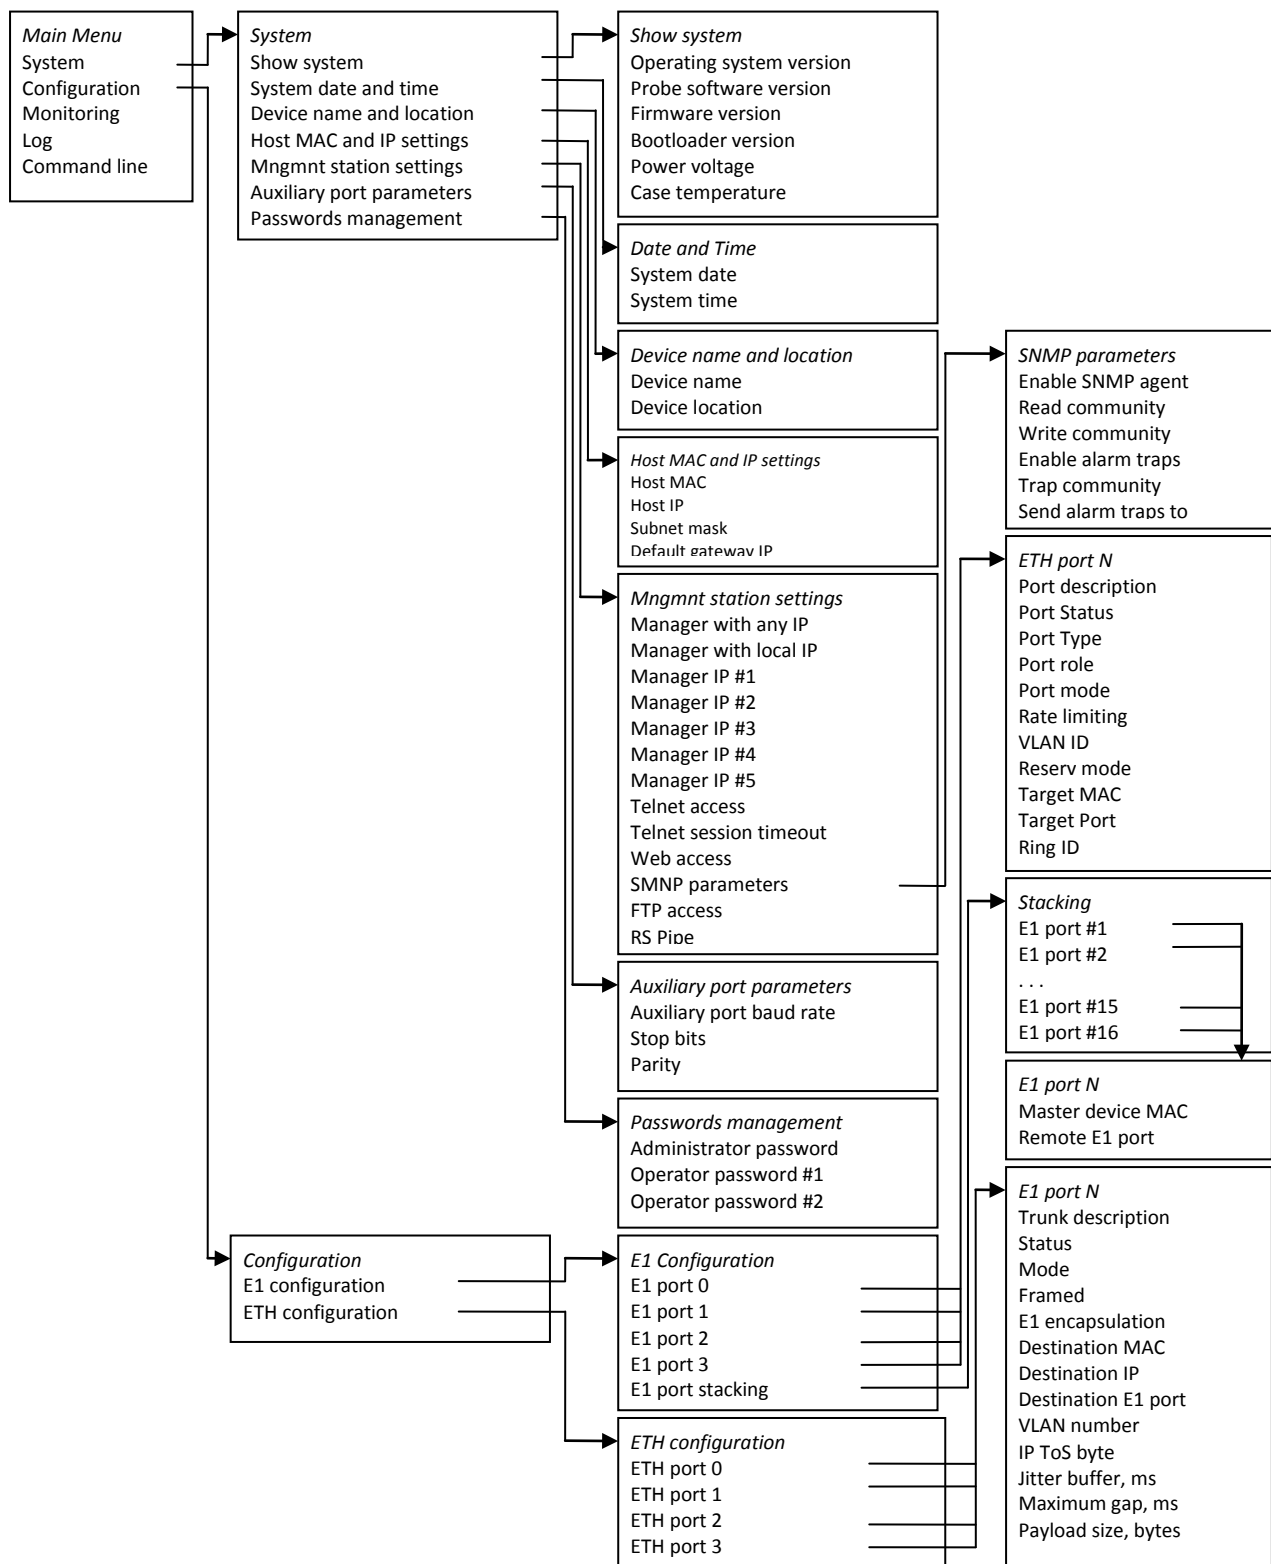 Main Menu
System
Configuration
Monitoring
Log
Command line
System
Show system
System date and time
Device name and location
Host MAC and IP settings
Mngmnt station settings
Auxiliary port parameters
Passwords management
Show system
Operating system version
Probe software version
Firmware version
Bootloader version
Power voltage
Case temperature
Date and Time
System date
System time
Device name and location
Device name
Device location
Host MAC and IP settings
Host MAC
Host IP
Subnet mask
Default gateway IP
Mngmnt station settings
Manager with any IP
Manager with local IP
Manager IP #1
Manager IP #2
Manager IP #3
Manager IP #4
Manager IP #5
Telnet access
Telnet session timeout
Web access
SMNP parameters
FTP access
RS Pipe
Auxiliary port parameters
Auxiliary port baud rate
Stop bits
Parity
Passwords management
Administrator password
Operator password #1
Operator password #2
SNMP parameters
Enable SNMP agent
Read community
Write community
Enable alarm traps
Trap community
Send alarm traps to
ETH port N
Port description
Port Status
Port Type
Port role
Port mode
Rate limiting
VLAN ID
Reserv mode
Target MAC
Target Port
Ring ID
Stacking
E1 port #1
E1 port #2
. . .
E1 port #15
E1 port #16
E1 port N
Master device MAC
Remote E1 port
Configuration
E1 configuration
ETH configuration
E1 Configuration
E1 port 0
E1 port 1
E1 port 2
E1 port 3
E1 port stacking
ETH configuration
ETH port 0
ETH port 1
ETH port 2
ETH port 3
E1 port N
Trunk description
Status
Mode
Framed
E1 encapsulation
Destination MAC
Destination IP
Destination E1 port
VLAN number
IP ToS byte
Jitter buffer, ms
Maximum gap, ms
Payload size, bytes